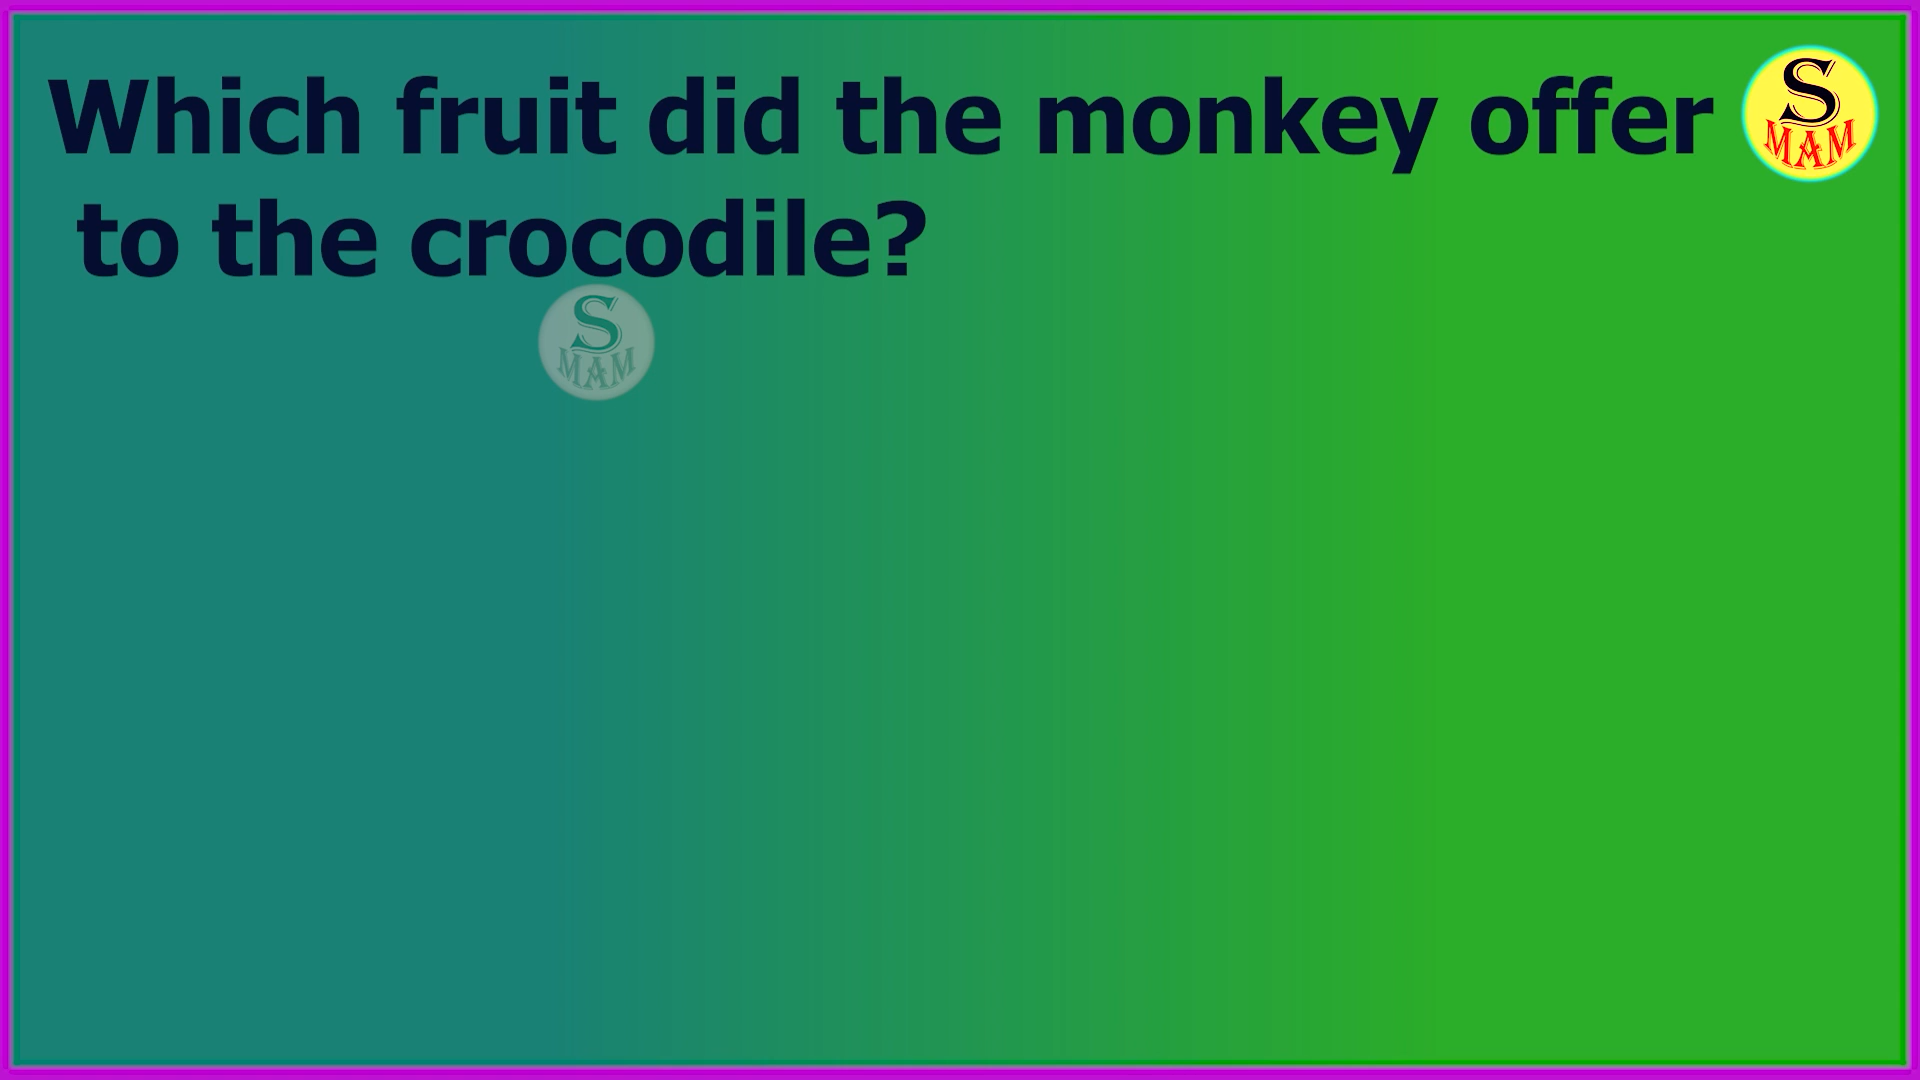 Which fruit did the monkey offer
to the crocodile?
S
MAM
S
MAM